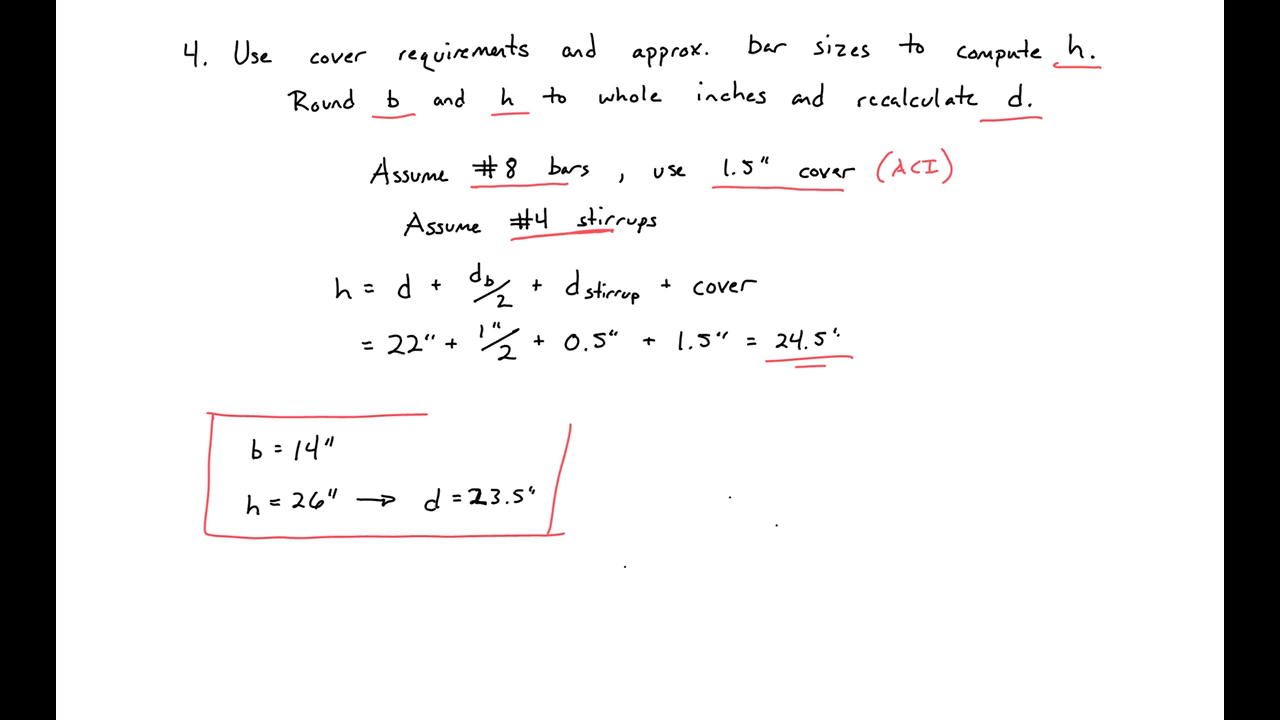 4. Use cover requirements and approx. bar sizes to compute h.
Round b and h to whole inches and recalculate d.
Assume #8 bars, use 1.5" cover (ACI)
Assume #4 stirrups
h = d + db/2 + dstirrup + cover
= 22" + 1"/2 + 0.5" + 1.5" = 24.5"
b = 14"
h = 26" → d = 23.5"